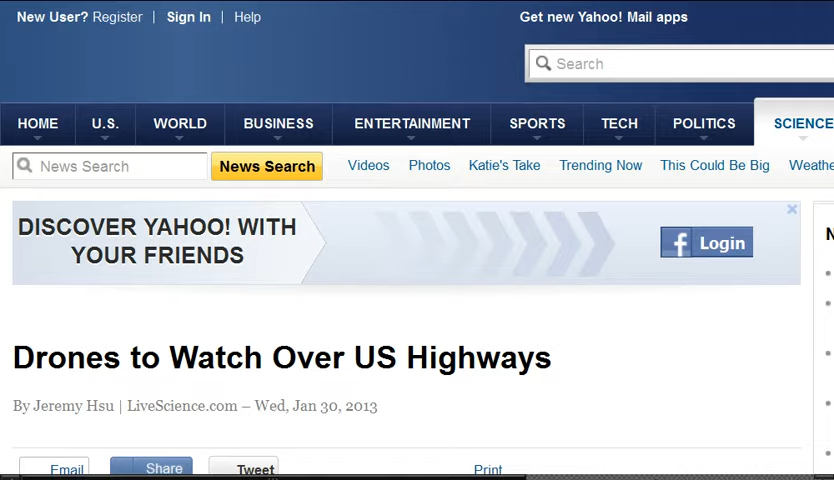 New User? Register | Sign In | Help
Get new Yahoo! Mail apps
Search
HOME U.S. WORLD BUSINESS ENTERTAINMENT SPORTS TECH POLITICS SCIENCE
News Search News Search Videos Photos Katie's Take Trending Now This Could Be Big Weathe
DISCOVER YAHOO! WITH
YOUR FRIENDS
f Login
N
Drones to Watch Over US Highways
By Jeremy Hsu | LiveScience.com – Wed, Jan 30, 2013
Email Share Tweet Print